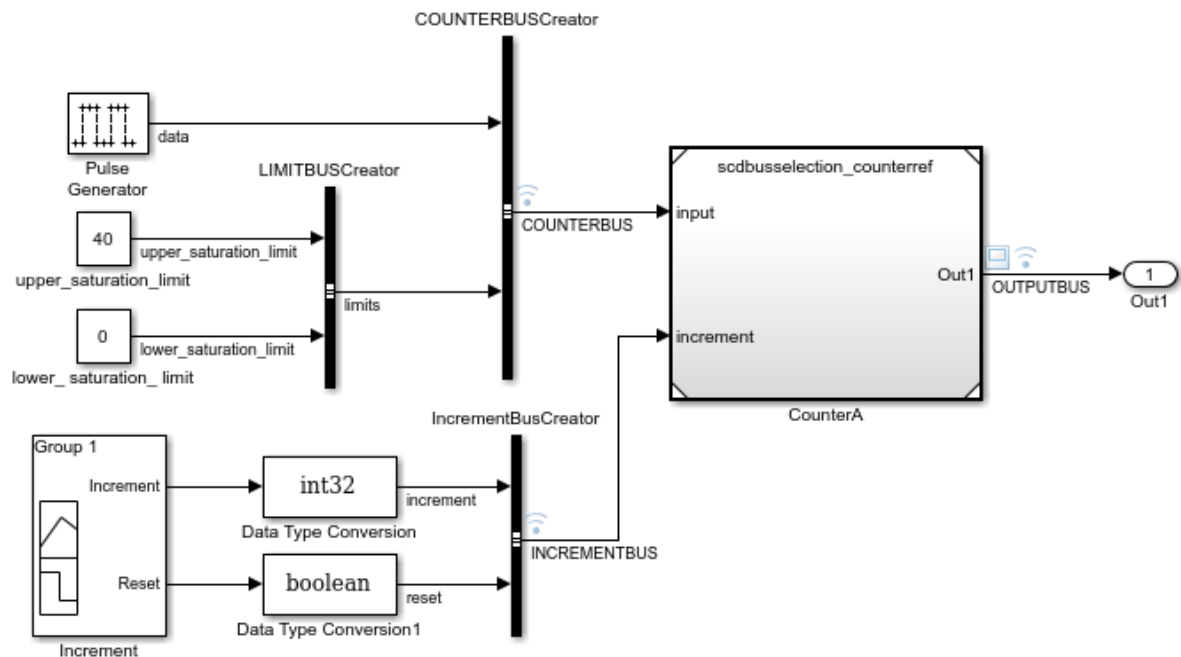 COUNTERBUSCreator
data
Pulse
Generator
LIMITBUSCreator
scdbusselection_counterref
input
COUNTERBUS
40
upper_saturation_limit
upper_saturation_limit
limits
Out1
OUTPUTBUS
1
Out1
0
lower_saturation_limit
lower_ saturation_ limit
increment
CounterA
IncrementBusCreator
Group 1
Increment
int32
increment
Data Type Conversion
INCREMENTBUS
Reset
boolean
reset
Data Type Conversion1
Increment